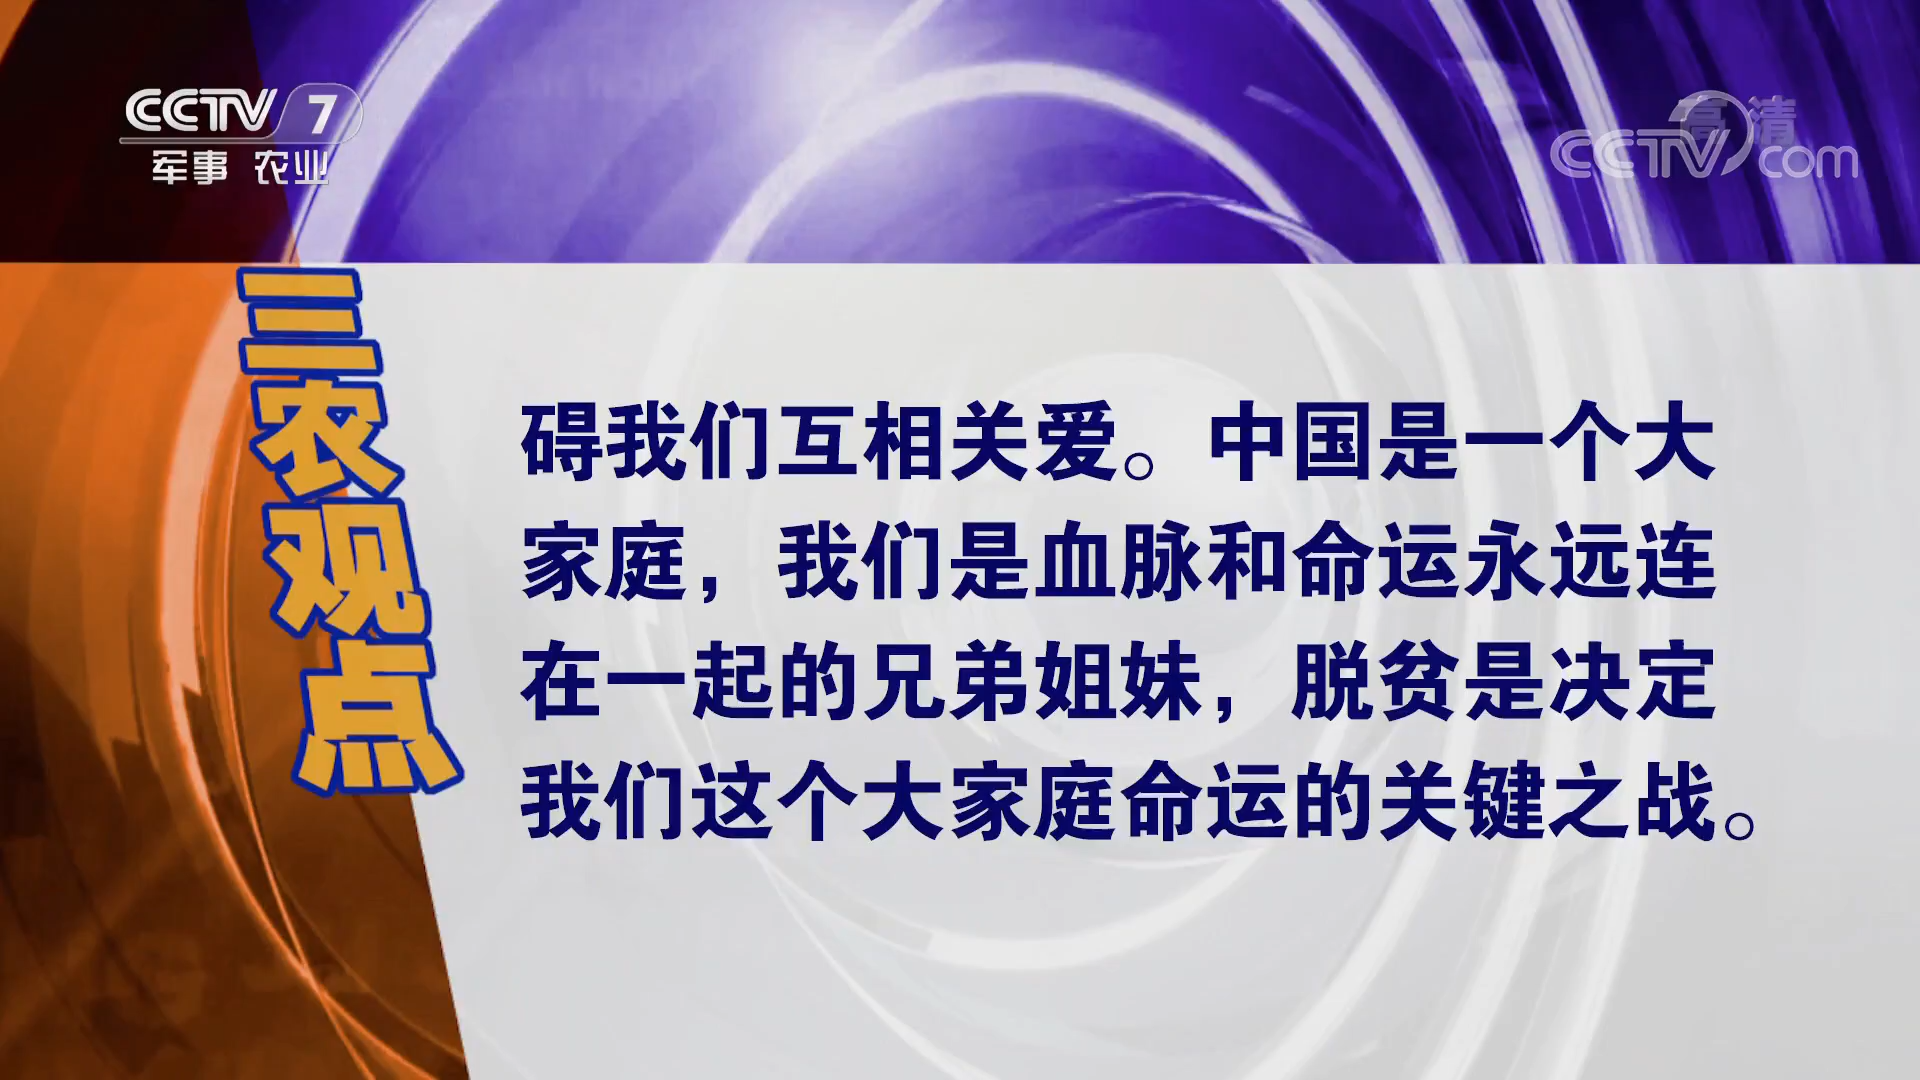 CCTV 7
军事 农业
高清
CCTV com
三农观点
碍我们互相关爱。中国是一个大
家庭，我们是血脉和命运永远连
在一起的兄弟姐妹，脱贫是决定
我们这个大家庭命运的关键之战。